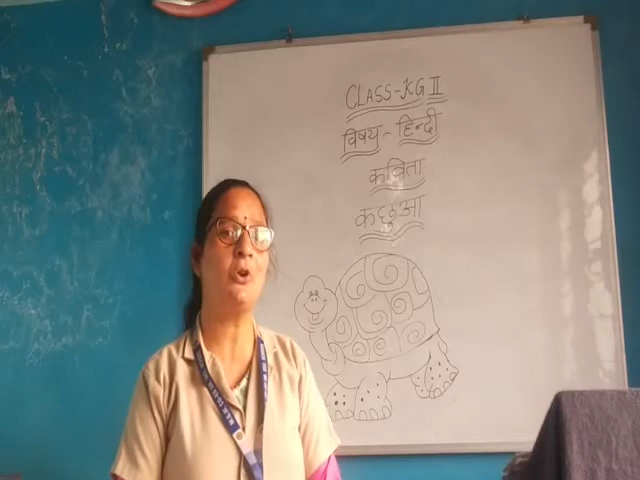 CLASS-KG II
विषय - हिन्दी
कविता
कछुआ